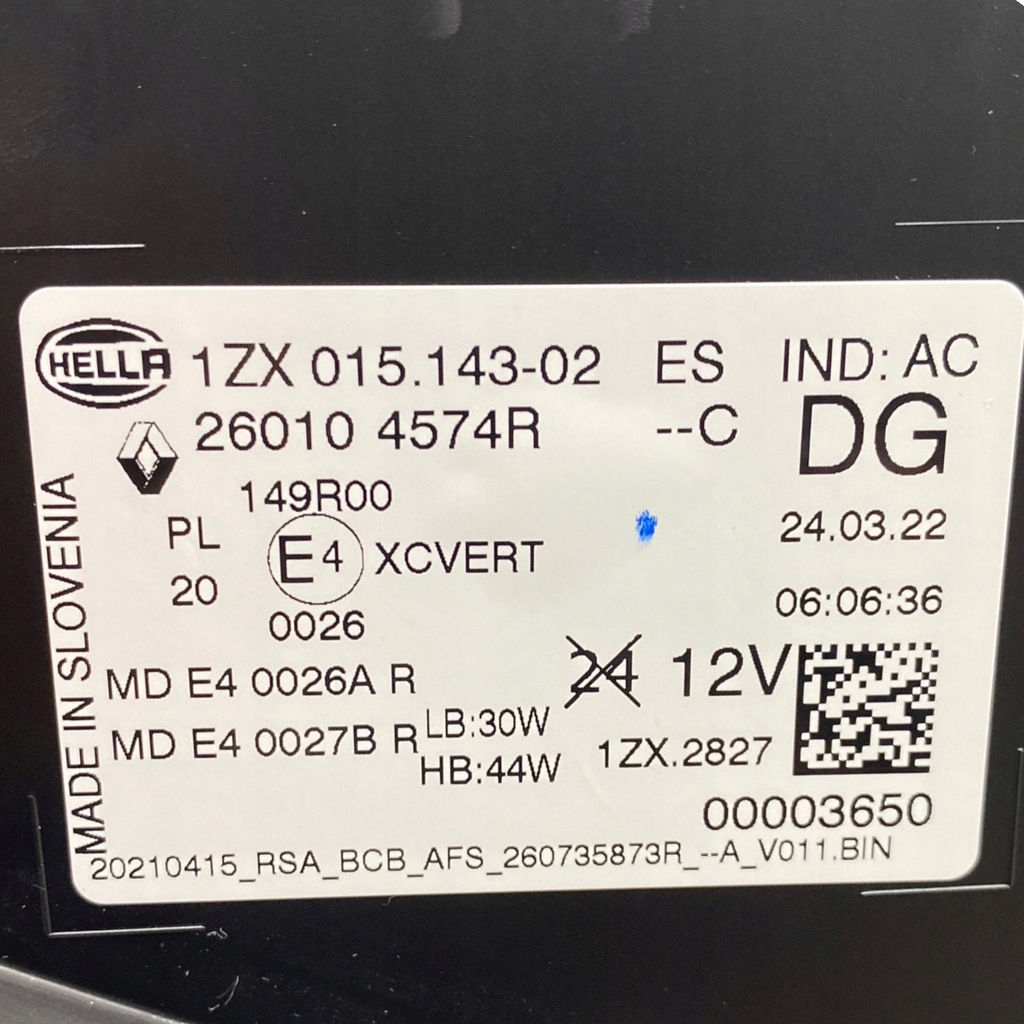 HELLA 1ZX 015.143-02 ES IND: AC
26010 4574R --C DG
149R00
PL E4 XCVERT 24.03.22
20 06:06:36
0026
MD E4 0026A R 24 12V
MD E4 0027B R LB:30W
HB:44W 1ZX.2827
00003650
20210415_RSA_BCB_AFS_260735873R_--A_V011.BIN
MADE IN SLOVENIA